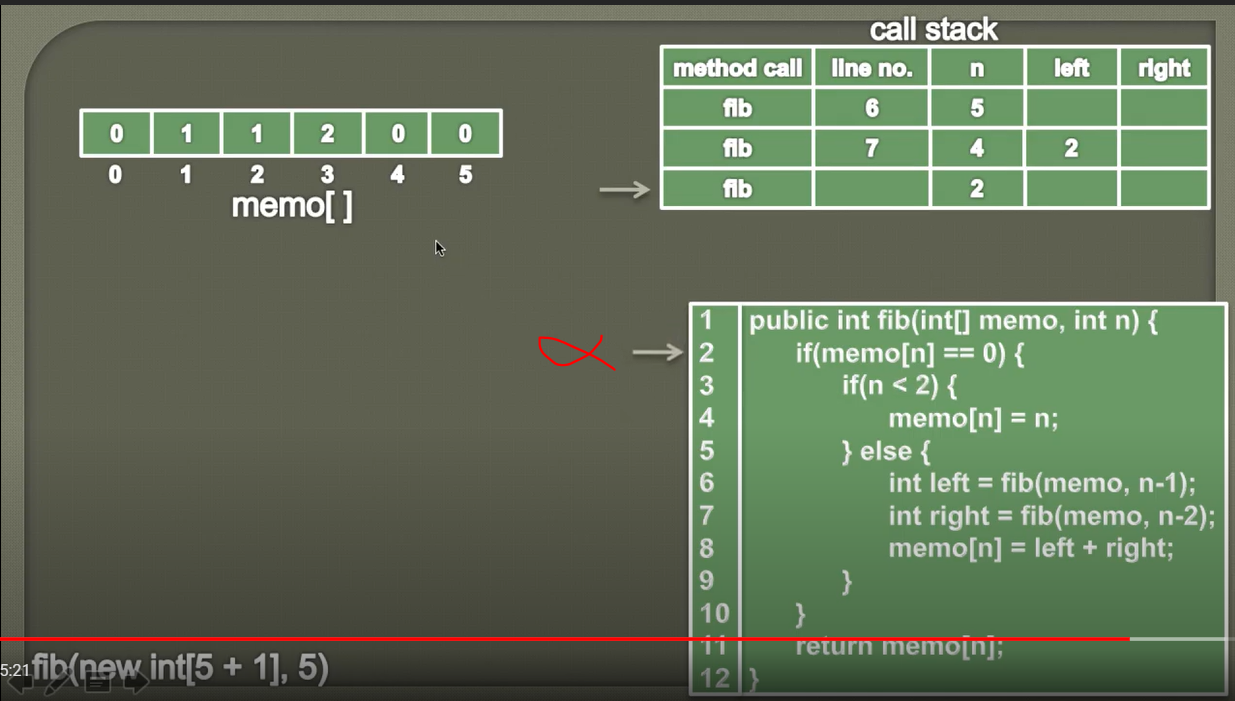 call stack
method call line no. n left right
fib 6 5
fib 7 4 2
fib 2
0 1 1 2 0 0
0 1 2 3 4 5
memo[ ]
1 public int fib(int[] memo, int n) {
2 if(memo[n] == 0) {
3 if(n < 2) {
4 memo[n] = n;
5 } else {
6 int left = fib(memo, n-1);
7 int right = fib(memo, n-2);
8 memo[n] = left + right;
9 }
10 }
11 return memo[n];
12 }
5:21
fib(new int[5 + 1], 5)